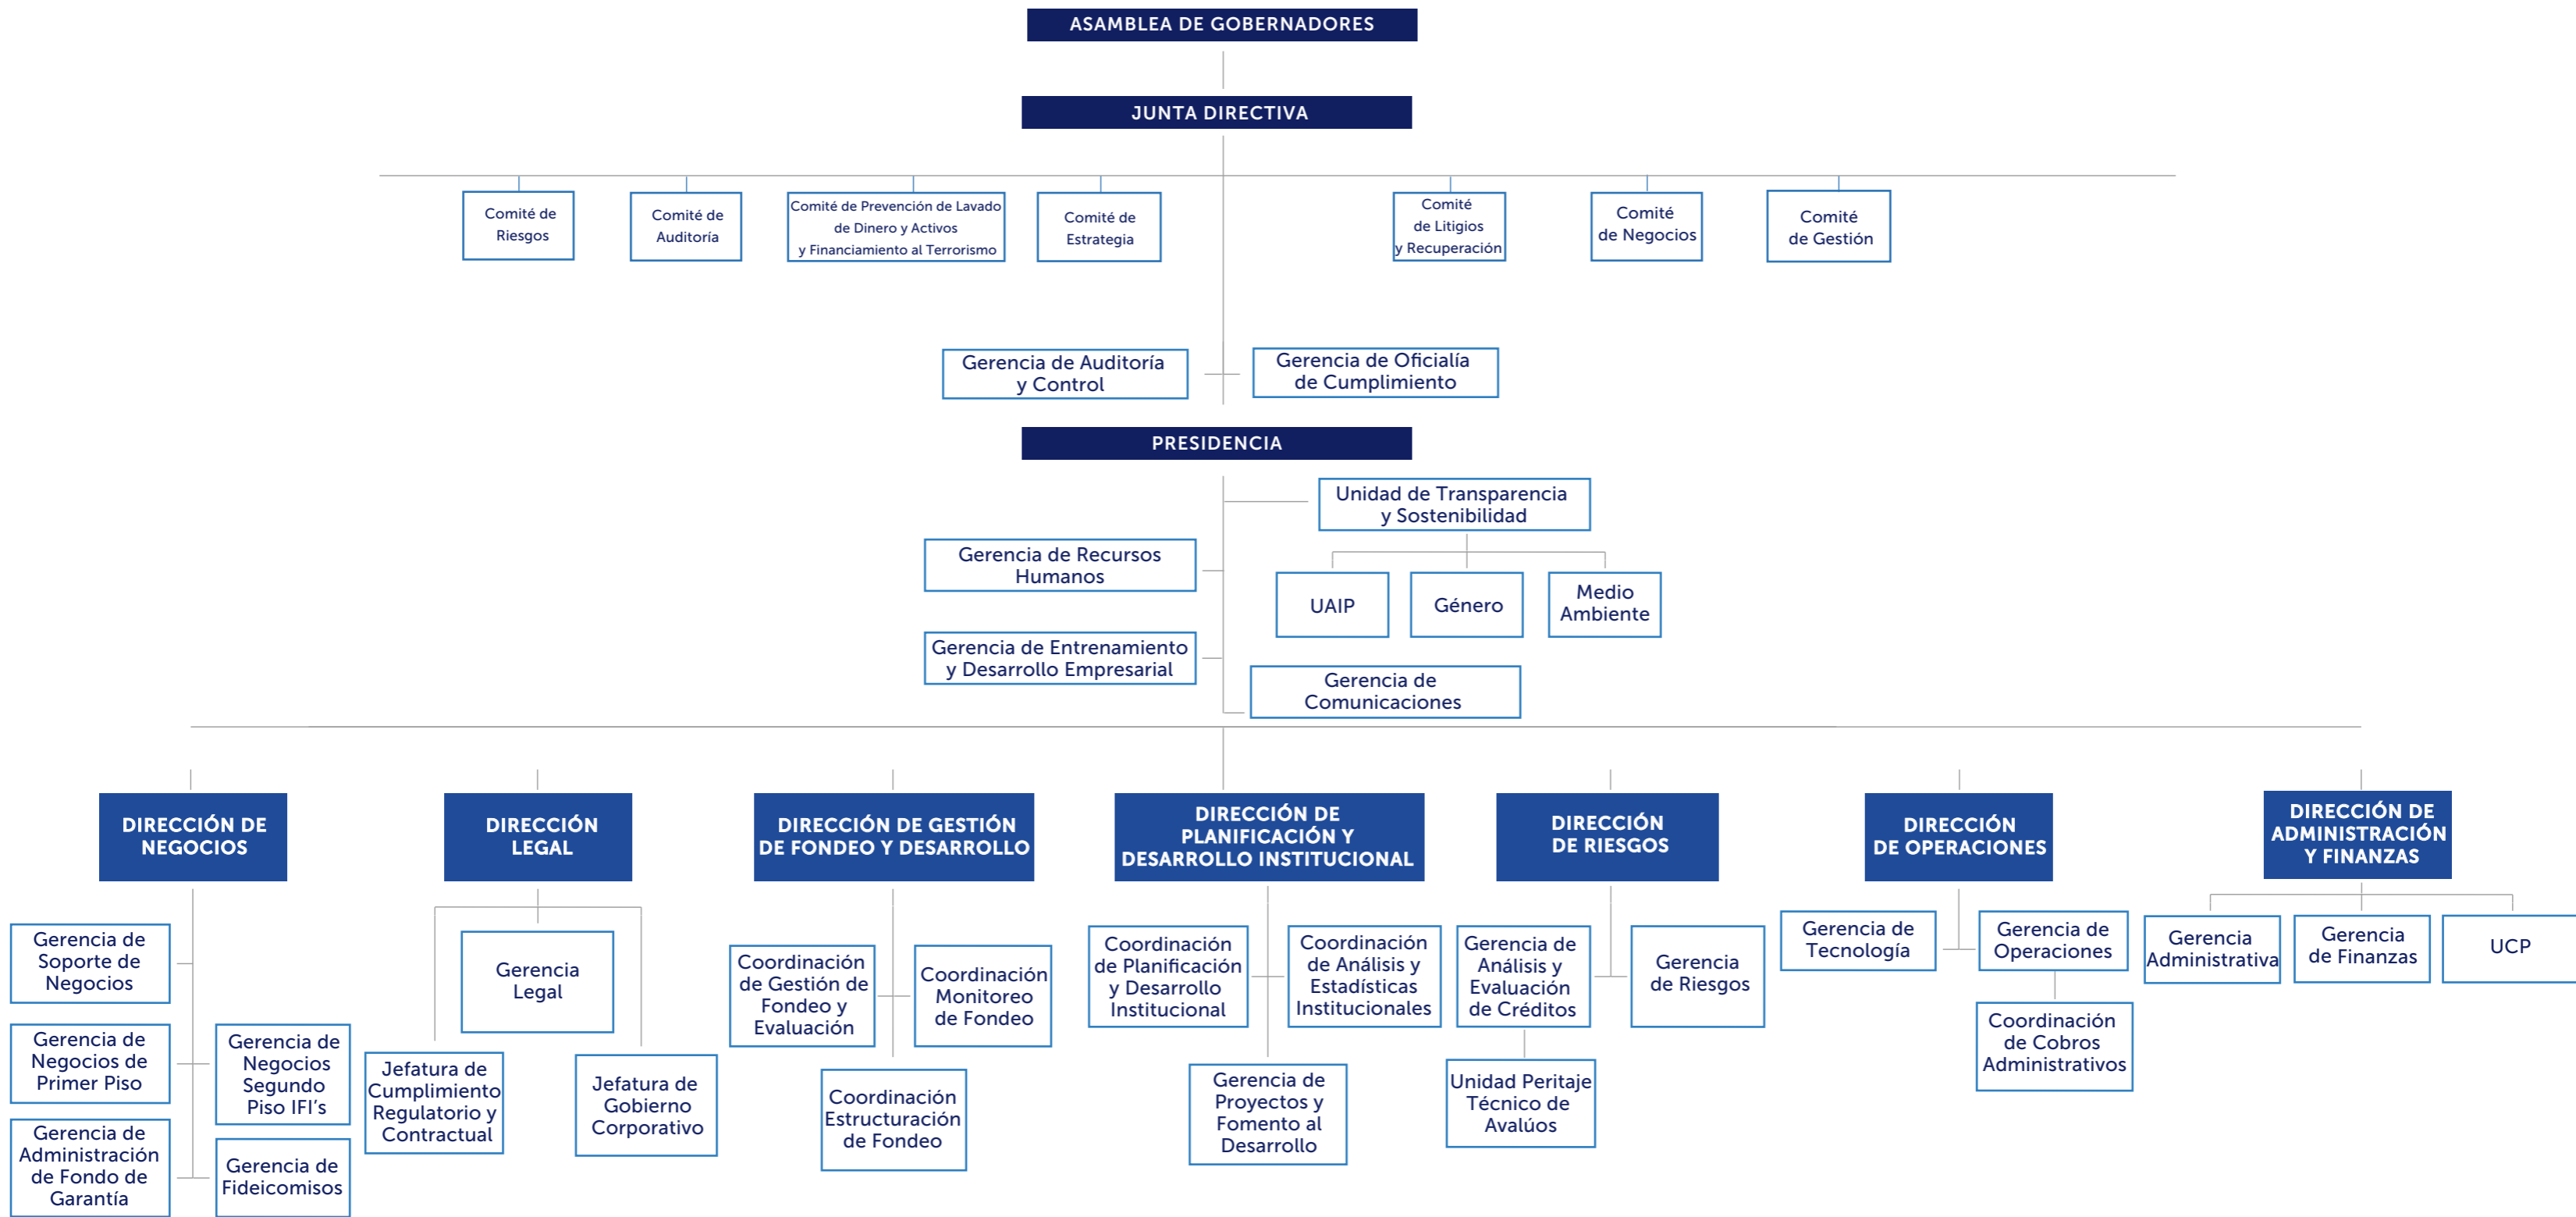 ASAMBLEA DE GOBERNADORES
JUNTA DIRECTIVA
Comité de
Riesgos
Comité de
Auditoría
Comité de Prevención de Lavado
de Dinero y Activos
y Financiamiento al Terrorismo
Comité de
Estrategia
Comité
de Litigios
y Recuperación
Comité
de Negocios
Comité
de Gestión
Gerencia de Auditoría
y Control
Gerencia de Oficialía
de Cumplimiento
PRESIDENCIA
Unidad de Transparencia
y Sostenibilidad
Gerencia de Recursos
Humanos
UAIP
Género
Medio
Ambiente
Gerencia de Entrenamiento
y Desarrollo Empresarial
Gerencia de
Comunicaciones
DIRECCIÓN DE
NEGOCIOS
DIRECCIÓN
LEGAL
DIRECCIÓN DE GESTIÓN
DE FONDEO Y DESARROLLO
DIRECCIÓN DE
PLANIFICACIÓN Y
DESARROLLO INSTITUCIONAL
DIRECCIÓN
DE RIESGOS
DIRECCIÓN
DE OPERACIONES
DIRECCIÓN DE
ADMINISTRACIÓN
Y FINANZAS
Gerencia de
Soporte de
Negocios
Gerencia de
Negocios de
Primer Piso
Gerencia de
Negocios
Segundo
Piso IFI's
Gerencia de
Administración
de Fondo de
Garantía
Gerencia de
Fideicomisos
Gerencia
Legal
Jefatura de
Cumplimiento
Regulatorio y
Contractual
Jefatura de
Gobierno
Corporativo
Coordinación
de Gestión de
Fondeo y
Evaluación
Coordinación
Monitoreo
de Fondeo
Coordinación
Estructuración
de Fondeo
Coordinación
de Planificación
y Desarrollo
Institucional
Coordinación
de Análisis y
Estadísticas
Institucionales
Gerencia de
Proyectos y
Fomento al
Desarrollo
Gerencia de
Análisis y
Evaluación
de Créditos
Gerencia
de Riesgos
Unidad Peritaje
Técnico de
Avalúos
Gerencia de
Tecnología
Gerencia de
Operaciones
Coordinación
de Cobros
Administrativos
Gerencia
Administrativa
Gerencia
de Finanzas
UCP